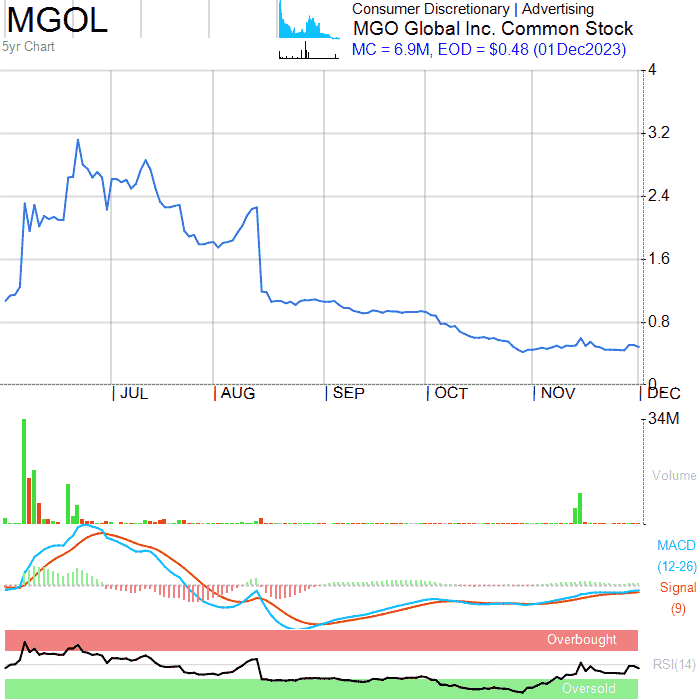 MGOL
5yr Chart
Consumer Discretionary | Advertising
MGO Global Inc. Common Stock
MC = 6.9M, EOD = $0.48 (01Dec2023)
4
3.2
2.4
1.6
0.8
0
JUL AUG SEP OCT NOV DEC
34M
Volume
MACD
(12-26)
Signal
(9)
Overbought
RSI(14)
Oversold